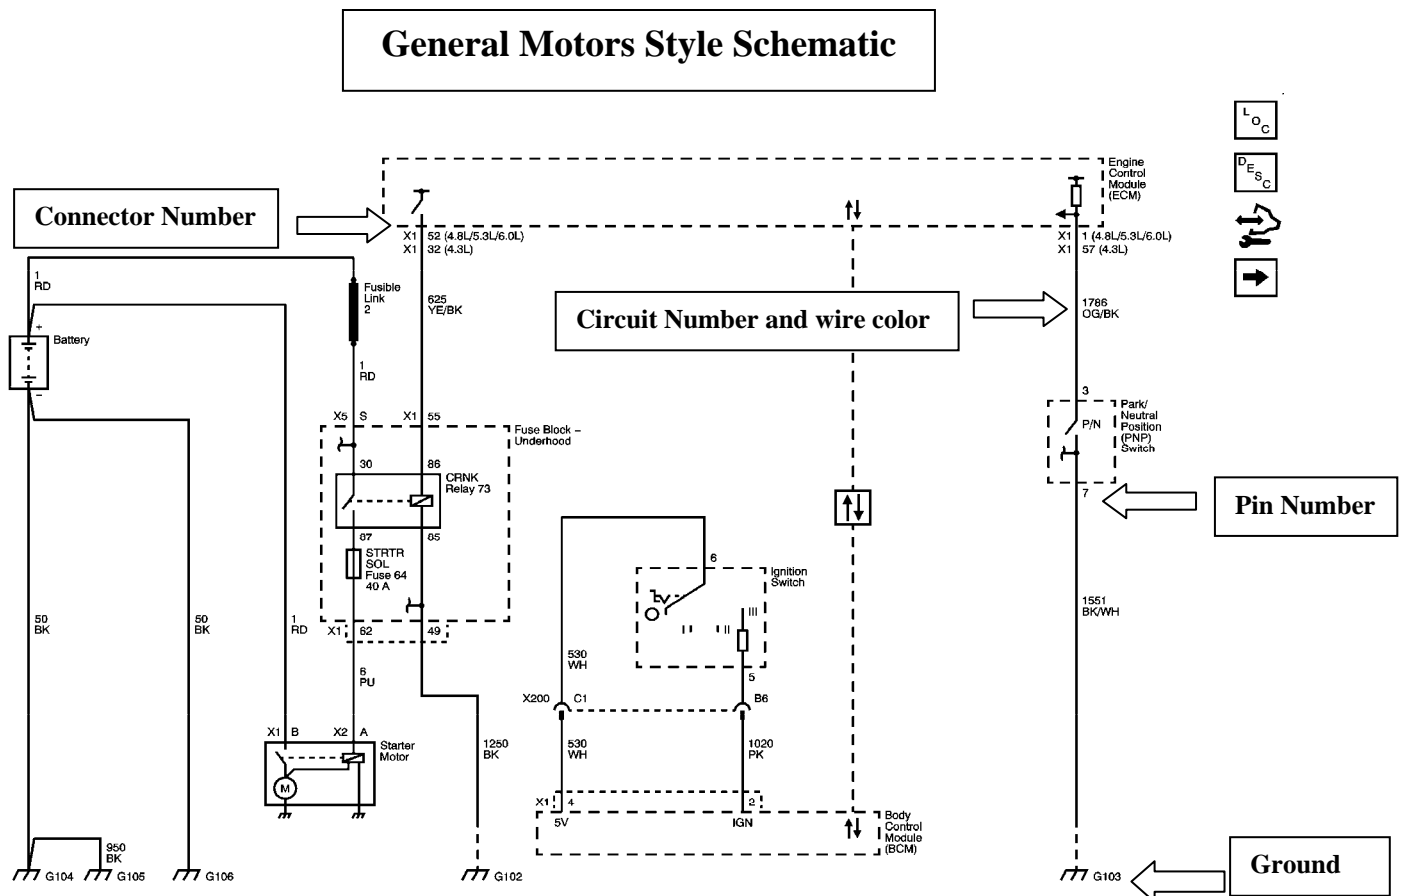 General Motors Style Schematic
L O C
D E S C
Engine
Control
Module
(ECM)
Connector Number
X1 52 (4.8L/5.3L/6.0L)
X1 32 (4.3L)
X1 1 (4.8L/5.3L/6.0L)
X1 57 (4.3L)
1
RD
Fusible
Link
2
625
YE/BK
Circuit Number and wire color
1786
OG/BK
+
Battery
−
1
RD
X5 S
X1 55
Fuse Block –
Underhood
3
P/N
Park/
Neutral
Position
(PNP)
Switch
7
Pin Number
30
86
CRNK
Relay 73
87
85
STRTR
SOL
Fuse 64
40 A
6
Ignition
Switch
III
I
II
5
50
BK
50
BK
1
RD
X1 62
49
1551
BK/WH
6
PU
530
WH
X200 C1
B6
X1 B
X2 A
Starter
Motor
M
1250
BK
530
WH
1020
PK
X1 4
2
5V
IGN
Body
Control
Module
(BCM)
950
BK
G104
G105
G106
G102
G103
Ground